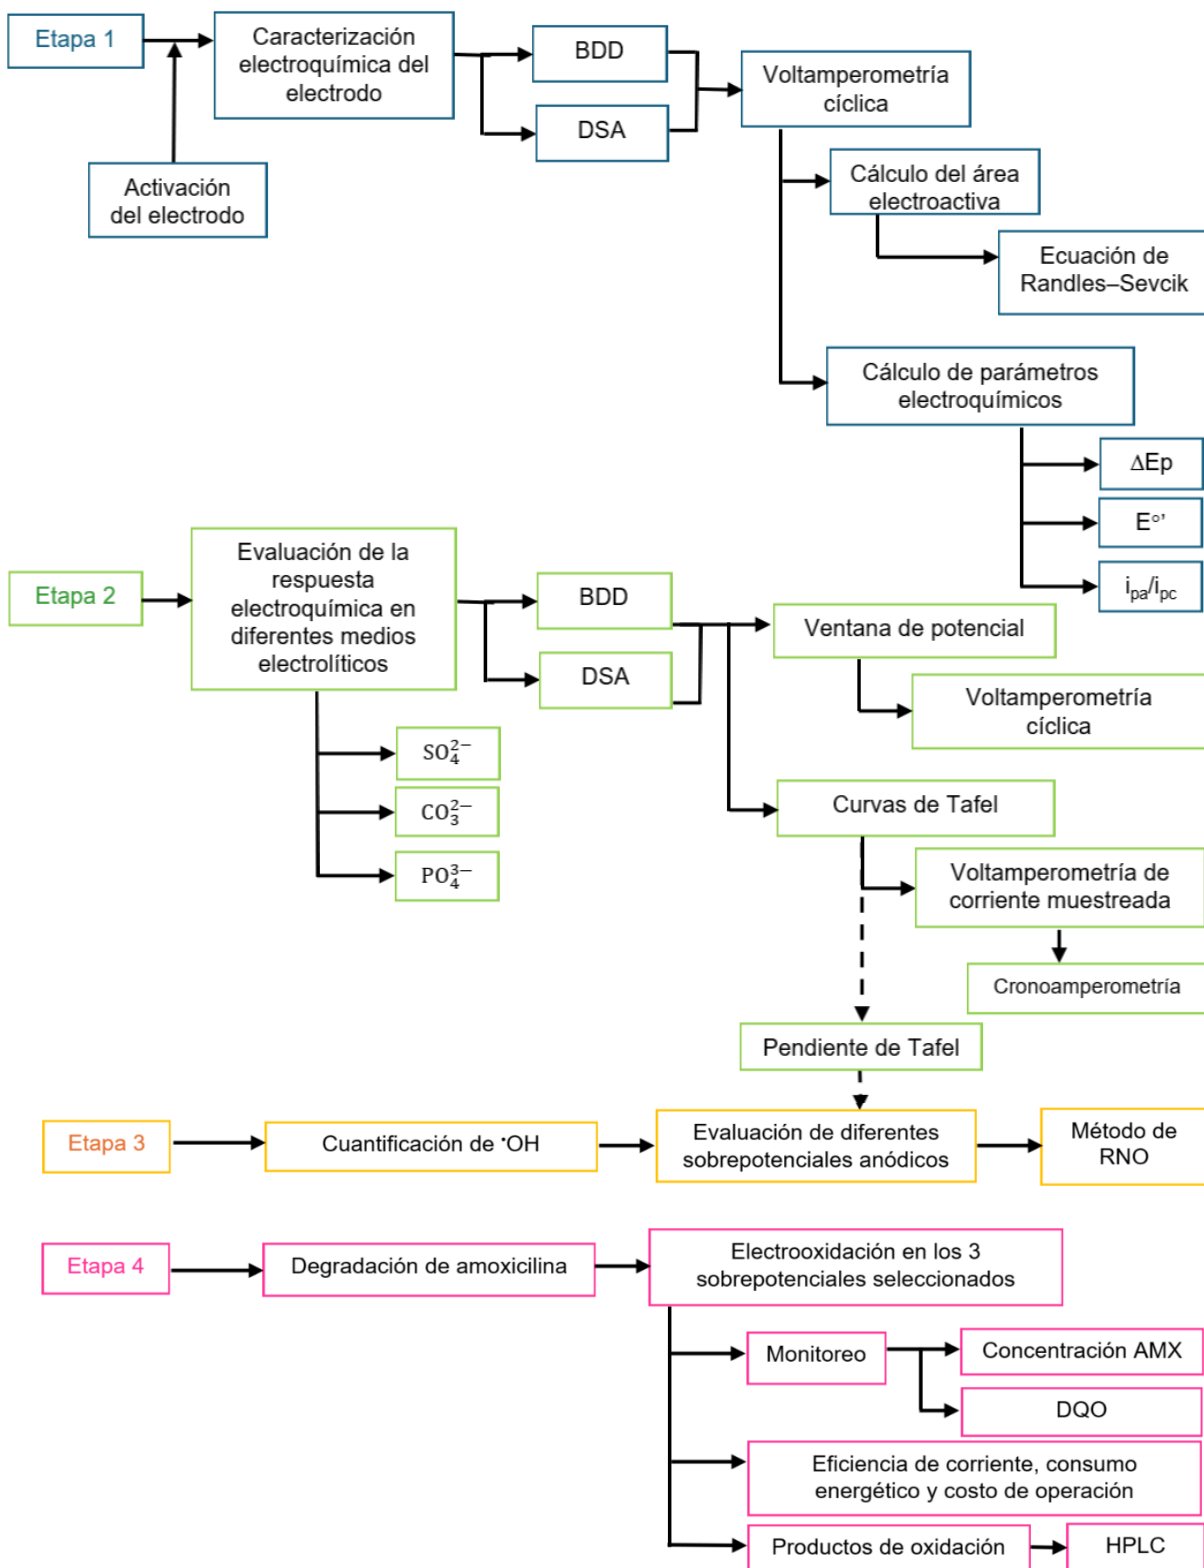 Etapa 1
Caracterización
electroquímica del
electrodo
BDD
DSA
Voltamperometría
cíclica
Activación
del electrodo
Cálculo del área
electroactiva
Ecuación de
Randles–Sevcik
Cálculo de parámetros
electroquímicos
ΔEp
E°’
i_pa/i_pc
Etapa 2
Evaluación de la
respuesta
electroquímica en
diferentes medios
electrolíticos
BDD
DSA
SO₄²⁻
CO₃²⁻
PO₄³⁻
Ventana de potencial
Voltamperometría
cíclica
Curvas de Tafel
Voltamperometría de
corriente muestreada
Cronoamperometría
Pendiente de Tafel
Etapa 3
Cuantificación de •OH
Evaluación de diferentes
sobrepotenciales anódicos
Método de
RNO
Etapa 4
Degradación de amoxicilina
Electrooxidación en los 3
sobrepotenciales seleccionados
Monitoreo
Concentración AMX
DQO
Eficiencia de corriente, consumo
energético y costo de operación
Productos de oxidación
HPLC